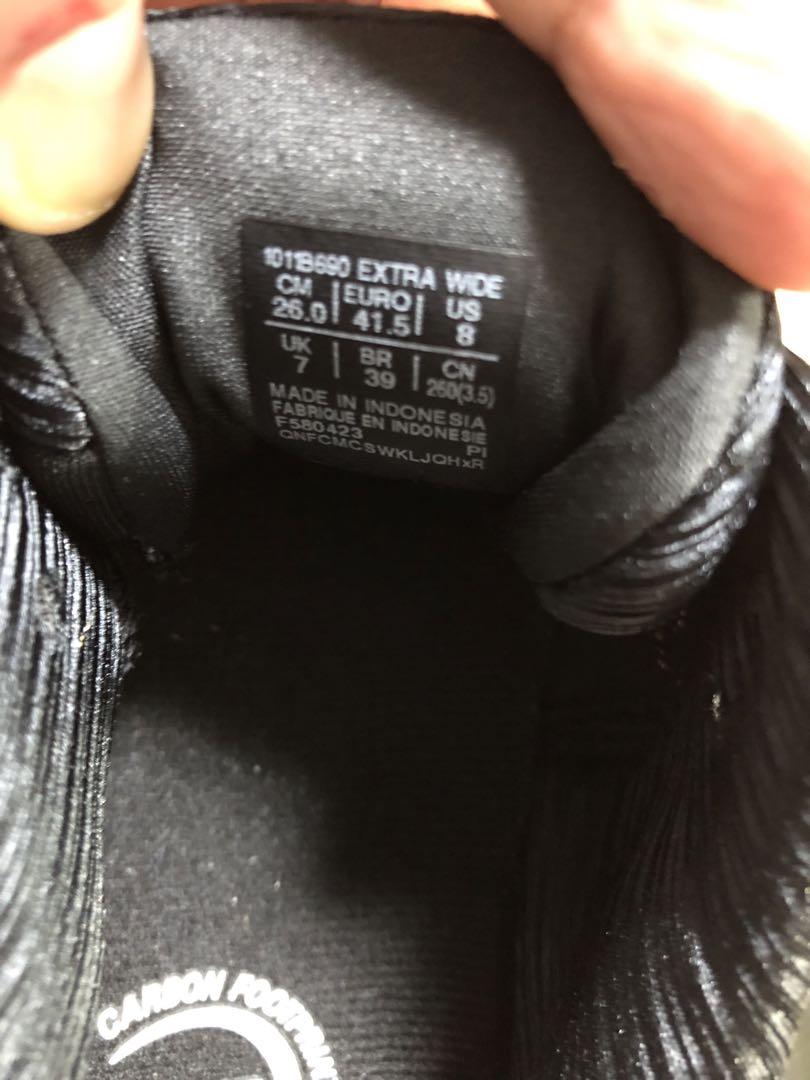 1011B690 EXTRA WIDE
CM | EURO | US
26.0 | 41.5 | 8
UK | BR | CN
7 | 39 | 260(3.5)
MADE IN INDONESIA
FABRIQUE EN INDONESIE
F580423 PI
QNFCMCSWKLJQHxR
CARBON FOOTPRINT